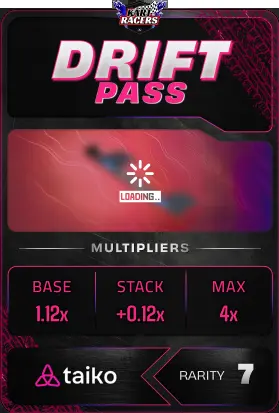 RACERS
DRIFT
PASS
LOADING..
MULTIPLIERS
BASE STACK MAX
1.12x +0.12x 4x
taiko RARITY 7